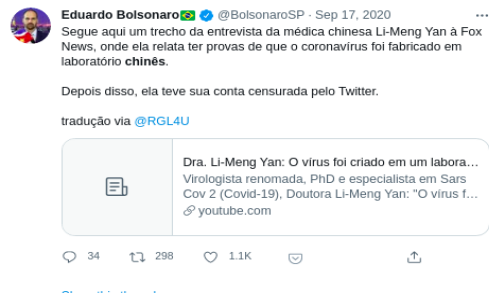 Eduardo Bolsonaro @BolsonaroSP · Sep 17, 2020
Segue aqui um trecho da entrevista da médica chinesa Li-Meng Yan à Fox
News, onde ela relata ter provas de que o coronavírus foi fabricado em
laboratório chinês.
Depois disso, ela teve sua conta censurada pelo Twitter.
tradução via @RGL4U
Dra. Li-Meng Yan: O vírus foi criado em um labora...
Virologista renomada, PhD e especialista em Sars
Cov 2 (Covid-19), Doutora Li-Meng Yan: "O vírus f...
youtube.com
34 298 1.1K